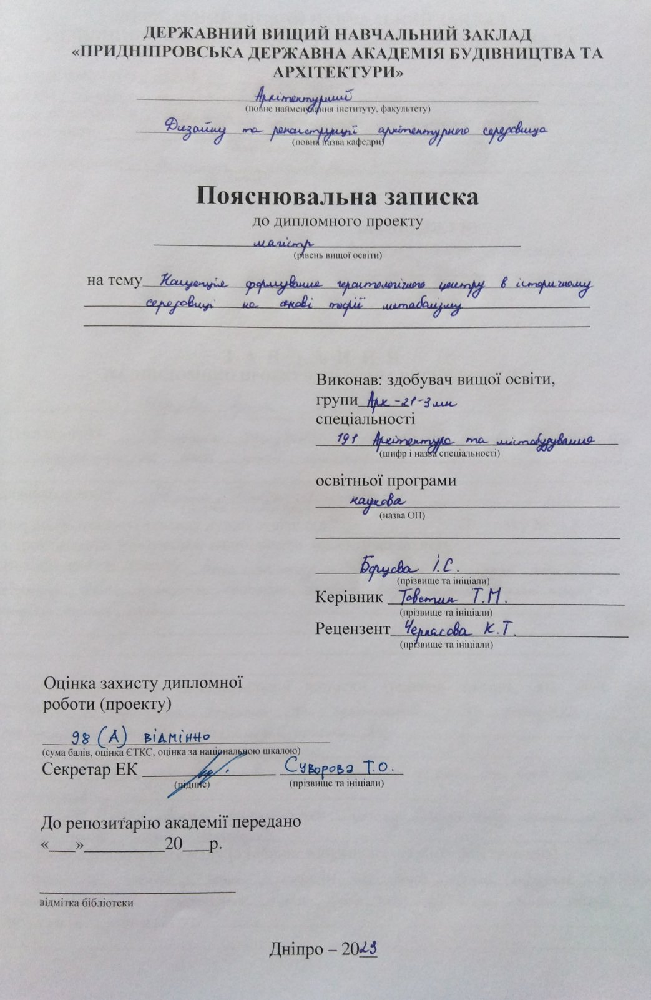 ДЕРЖАВНИЙ ВИЩИЙ НАВЧАЛЬНИЙ ЗАКЛАД
«ПРИДНІПРОВСЬКА ДЕРЖАВНА АКАДЕМІЯ БУДІВНИЦТВА ТА
АРХІТЕКТУРИ»
Архітектурний
(повне найменування інституту, факультету)
Дизайну та реконструкції архітектурного середовища
(повна назва кафедри)
Пояснювальна записка
до дипломного проекту
магістр
(рівень вищої освіти)
на тему Концепція формування геронтологічного центру в історичному
середовищі на основі теорії метаболізму
Виконав: здобувач вищої освіти,
групи Арх-21-3мн
спеціальності
191 Архітектура та містобудування
(шифр і назва спеціальності)
освітньої програми
наукова
(назва ОП)
І.С.
(прізвище та ініціали)
Керівник Товстик Т.М.
(прізвище та ініціали)
Рецензент Черкасова К.Т.
(прізвище та ініціали)
Оцінка захисту дипломної
роботи (проекту)
98 (А) відмінно
(сума балів, оцінка ЄТКС, оцінка за національною шкалою)
Секретар ЕК Суворова Т.О.
(підпис) (прізвище та ініціали)
До репозитарію академії передано
«___»_________20___р.
відмітка бібліотеки
Дніпро – 2023